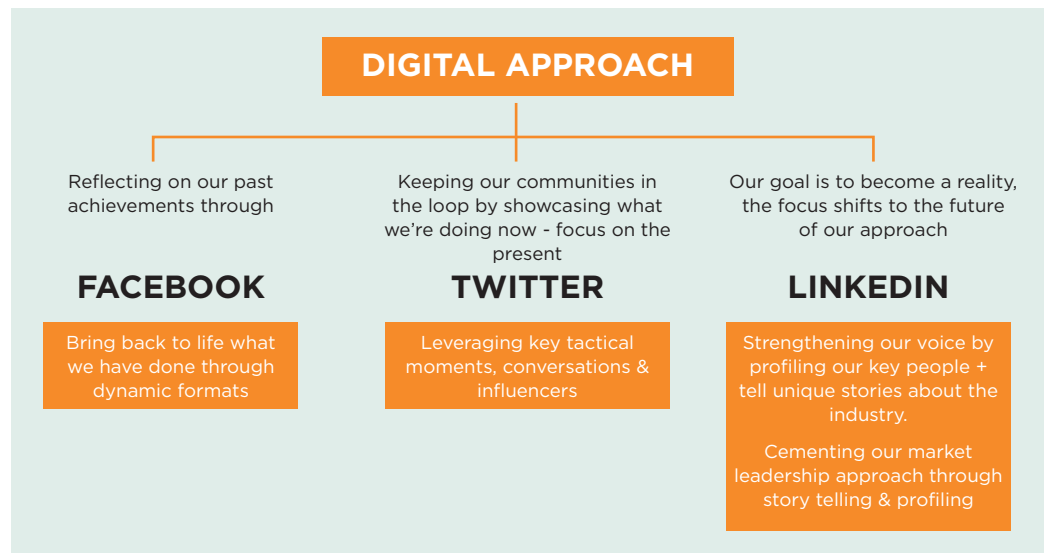 DIGITAL APPROACH
Reflecting on our past
achievements through
FACEBOOK
Bring back to life what
we have done through
dynamic formats
Keeping our communities in
the loop by showcasing what
we're doing now - focus on the
present
TWITTER
Leveraging key tactical
moments, conversations &
influencers
Our goal is to become a reality,
the focus shifts to the future
of our approach
LINKEDIN
Strengthening our voice by
profiling our key people +
tell unique stories about the
industry.
Cementing our market
leadership approach through
story telling & profiling